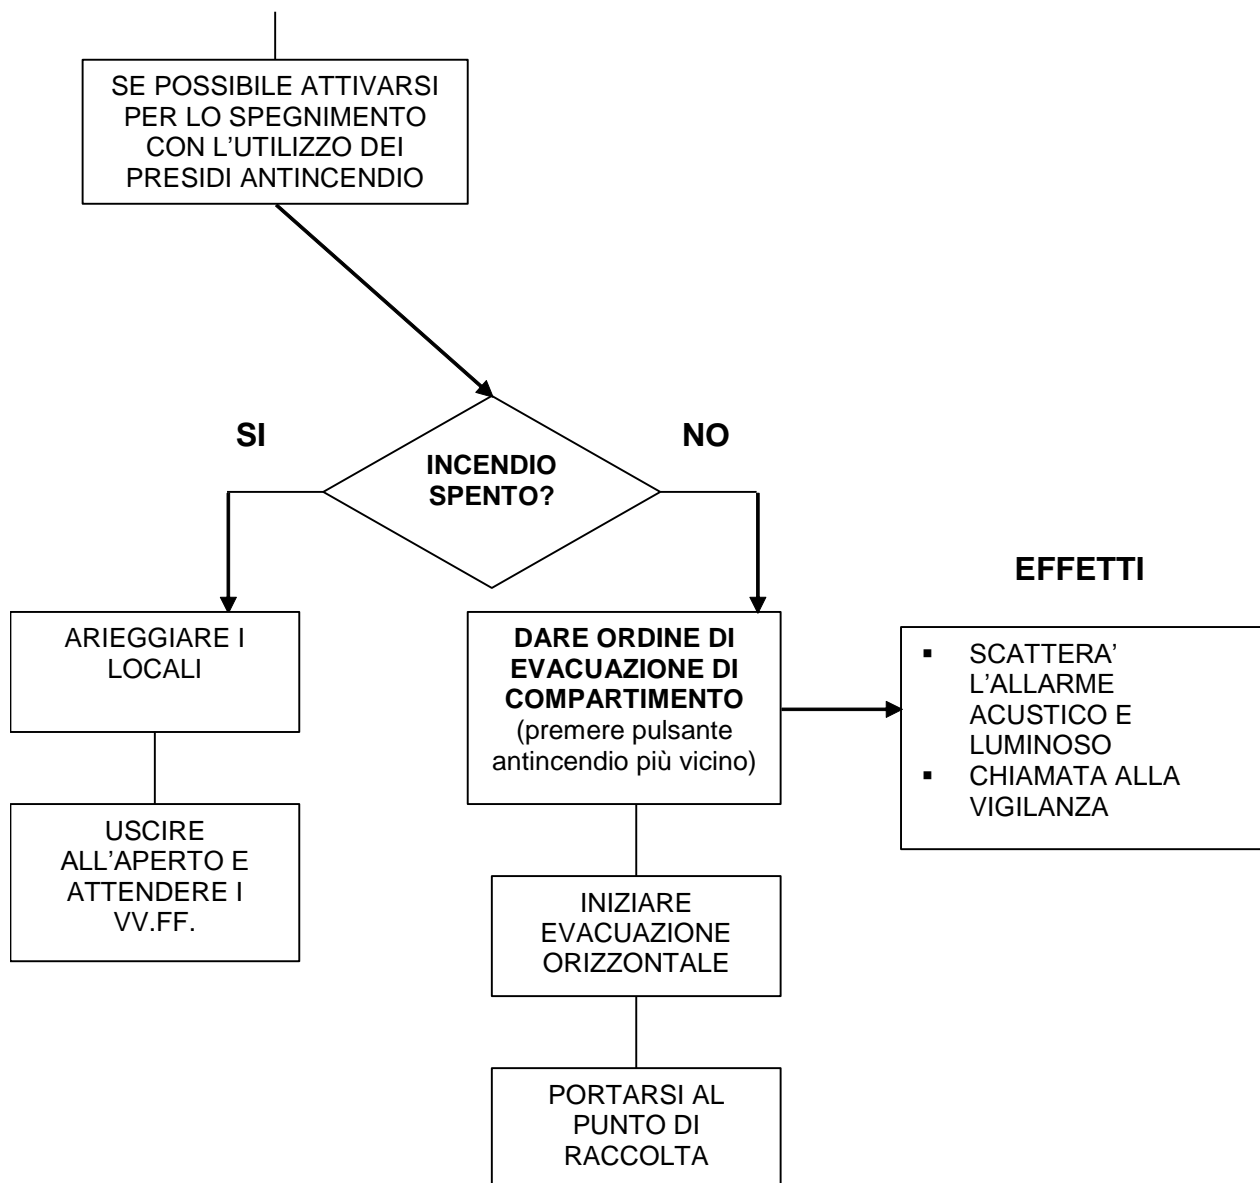 SE POSSIBILE ATTIVARSI
PER LO SPEGNIMENTO
CON L'UTILIZZO DEI
PRESIDI ANTINCENDIO
SI
NO
INCENDIO
SPENTO?
EFFETTI
ARIEGGIARE I
LOCALI
USCIRE
ALL'APERTO E
ATTENDERE I
VV.FF.
DARE ORDINE DI
EVACUAZIONE DI
COMPARTIMENTO
(premere pulsante
antincendio più vicino)
▪ SCATTERA'
L'ALLARME
ACUSTICO E
LUMINOSO
▪ CHIAMATA ALLA
VIGILANZA
INIZIARE
EVACUAZIONE
ORIZZONTALE
PORTARSI AL
PUNTO DI
RACCOLTA